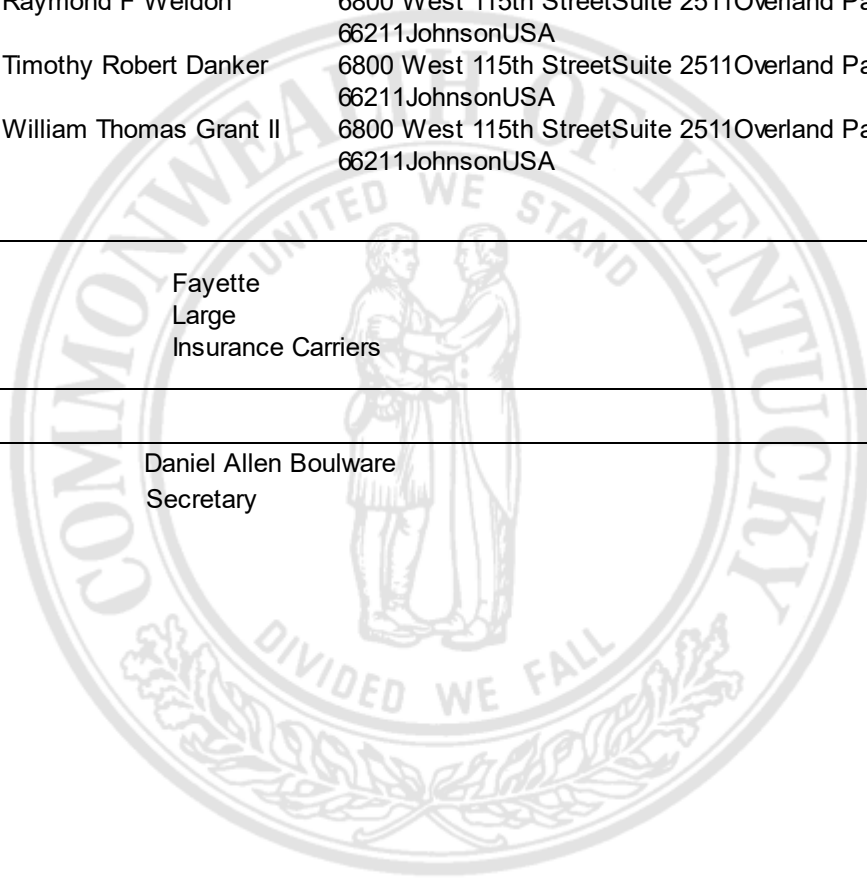 Raymond F Weldon 6800 West 115th StreetSuite 2511Overland Pa
66211JohnsonUSA
Timothy Robert Danker 6800 West 115th StreetSuite 2511Overland Pa
66211JohnsonUSA
William Thomas Grant II 6800 West 115th StreetSuite 2511Overland Pa
66211JohnsonUSA
COMMONWEALTH OF KENTUCKY
UNITED WE STAND
Fayette
Large
Insurance Carriers
Daniel Allen Boulware
Secretary
DIVIDED WE FALL